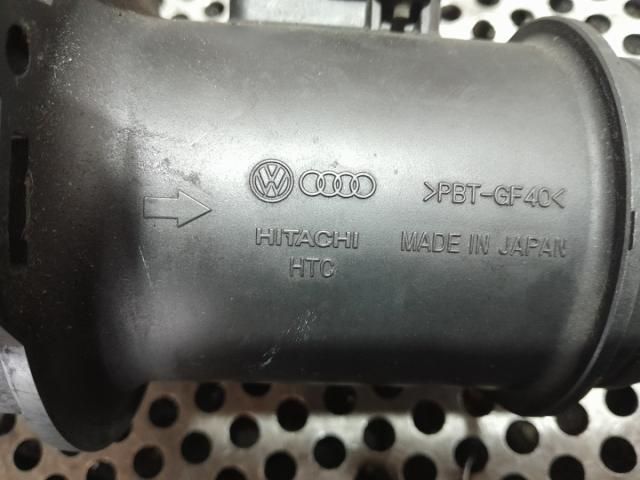 >PBT-GF40<
HITACHI MADE IN JAPAN
HTC